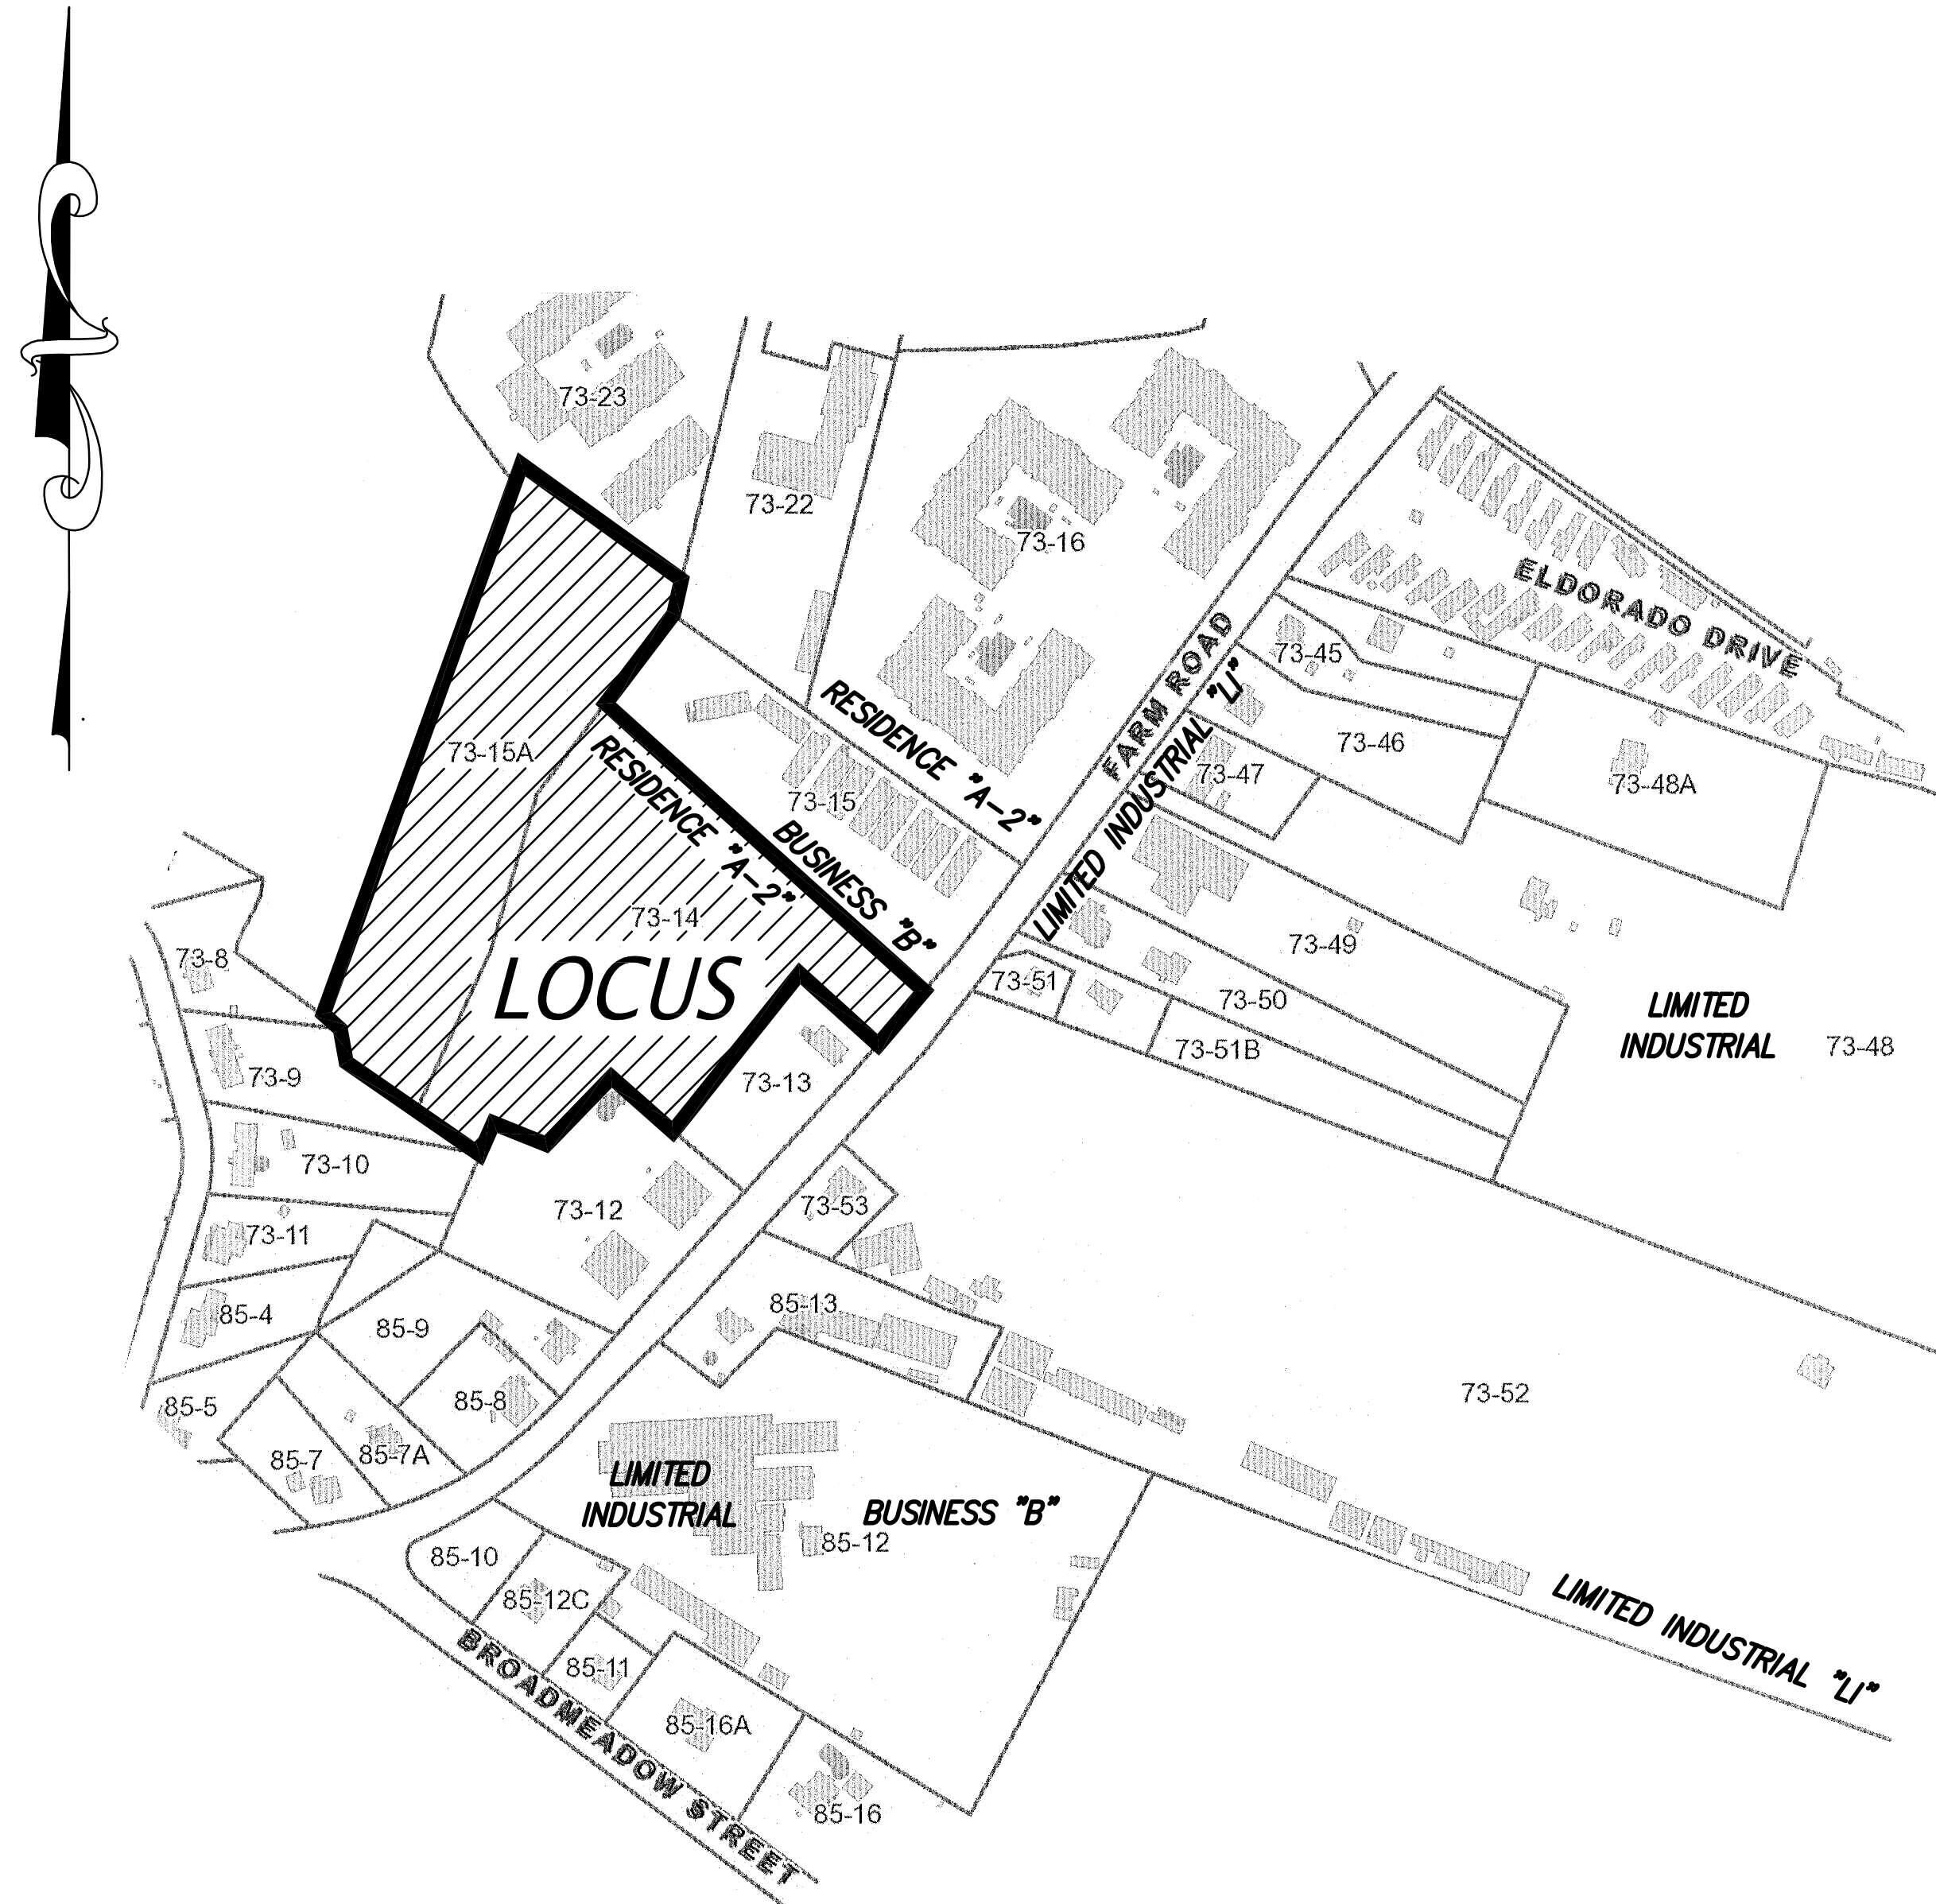 73-23
73-22
73-16
ELDORADO DRIVE
FARM ROAD
73-45
RESIDENCE "A-2"
LIMITED INDUSTRIAL "LI"
73-46
73-47
73-48A
73-15A
RESIDENCE "A-2"
73-15
BUSINESS "B"
73-14
LOCUS
73-8
73-49
73-51
73-50
LIMITED
INDUSTRIAL
73-48
73-51B
73-9
73-13
73-10
73-12
73-53
73-11
85-4
85-9
85-13
73-52
85-5
85-8
85-7
85-7A
LIMITED
INDUSTRIAL
BUSINESS "B"
85-12
85-10
85-12C
LIMITED INDUSTRIAL "LI"
85-11
BROADMEADOW STREET
85-16A
85-16